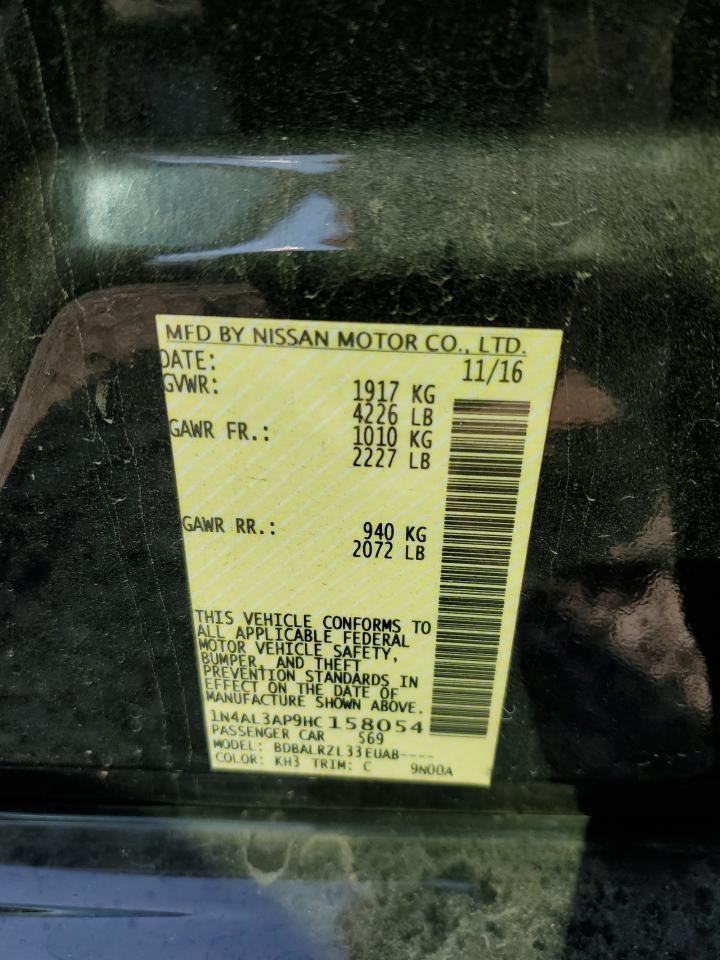 MFD BY NISSAN MOTOR CO., LTD.
DATE: 11/16
GVWR: 1917 KG
4226 LB
GAWR FR.: 1010 KG
2227 LB
GAWR RR.: 940 KG
2072 LB
THIS VEHICLE CONFORMS TO
ALL APPLICABLE FEDERAL
MOTOR VEHICLE SAFETY,
BUMPER, AND THEFT
PREVENTION STANDARDS IN
EFFECT ON THE DATE OF
MANUFACTURE SHOWN ABOVE.
1N4AL3AP9HC158054
PASSENGER CAR 569
MODEL: BDBALRZL33EUAB----
COLOR: KH3 TRIM: C 9N00A